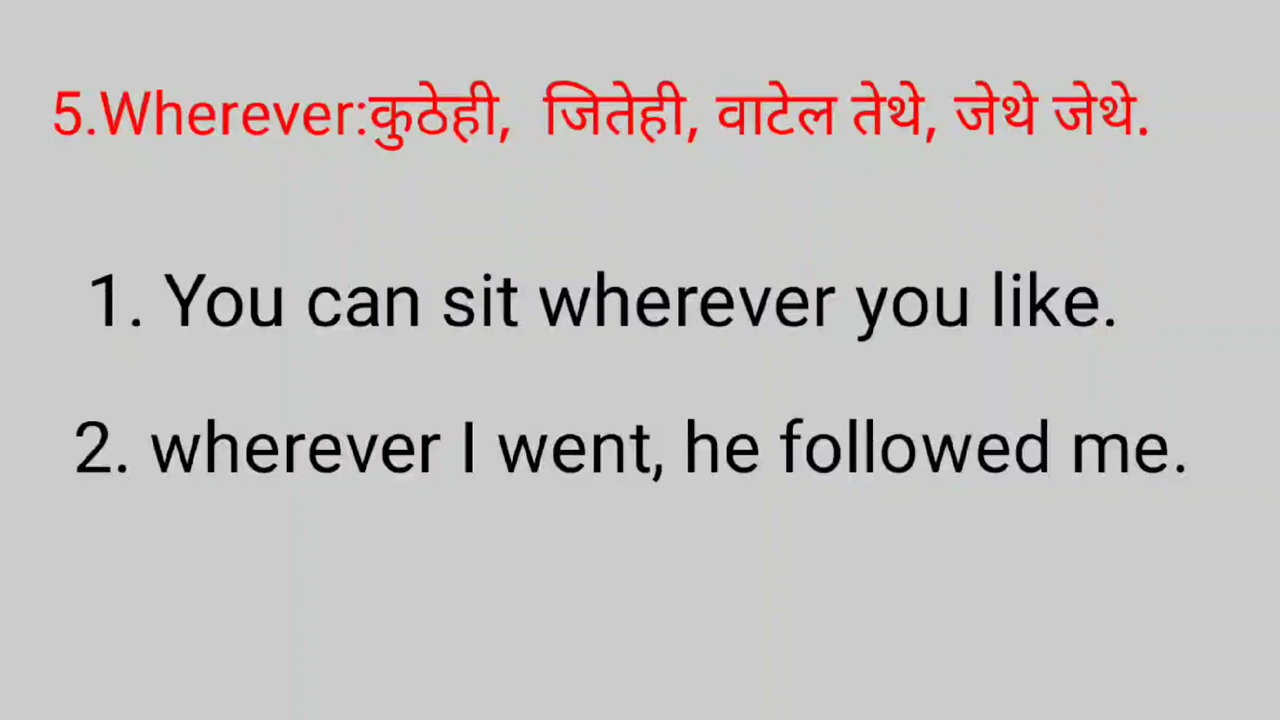 5.Wherever:कुठेही, जितेही, वाटेल तेथे, जेथे जेथे.
1. You can sit wherever you like.
2. wherever I went, he followed me.